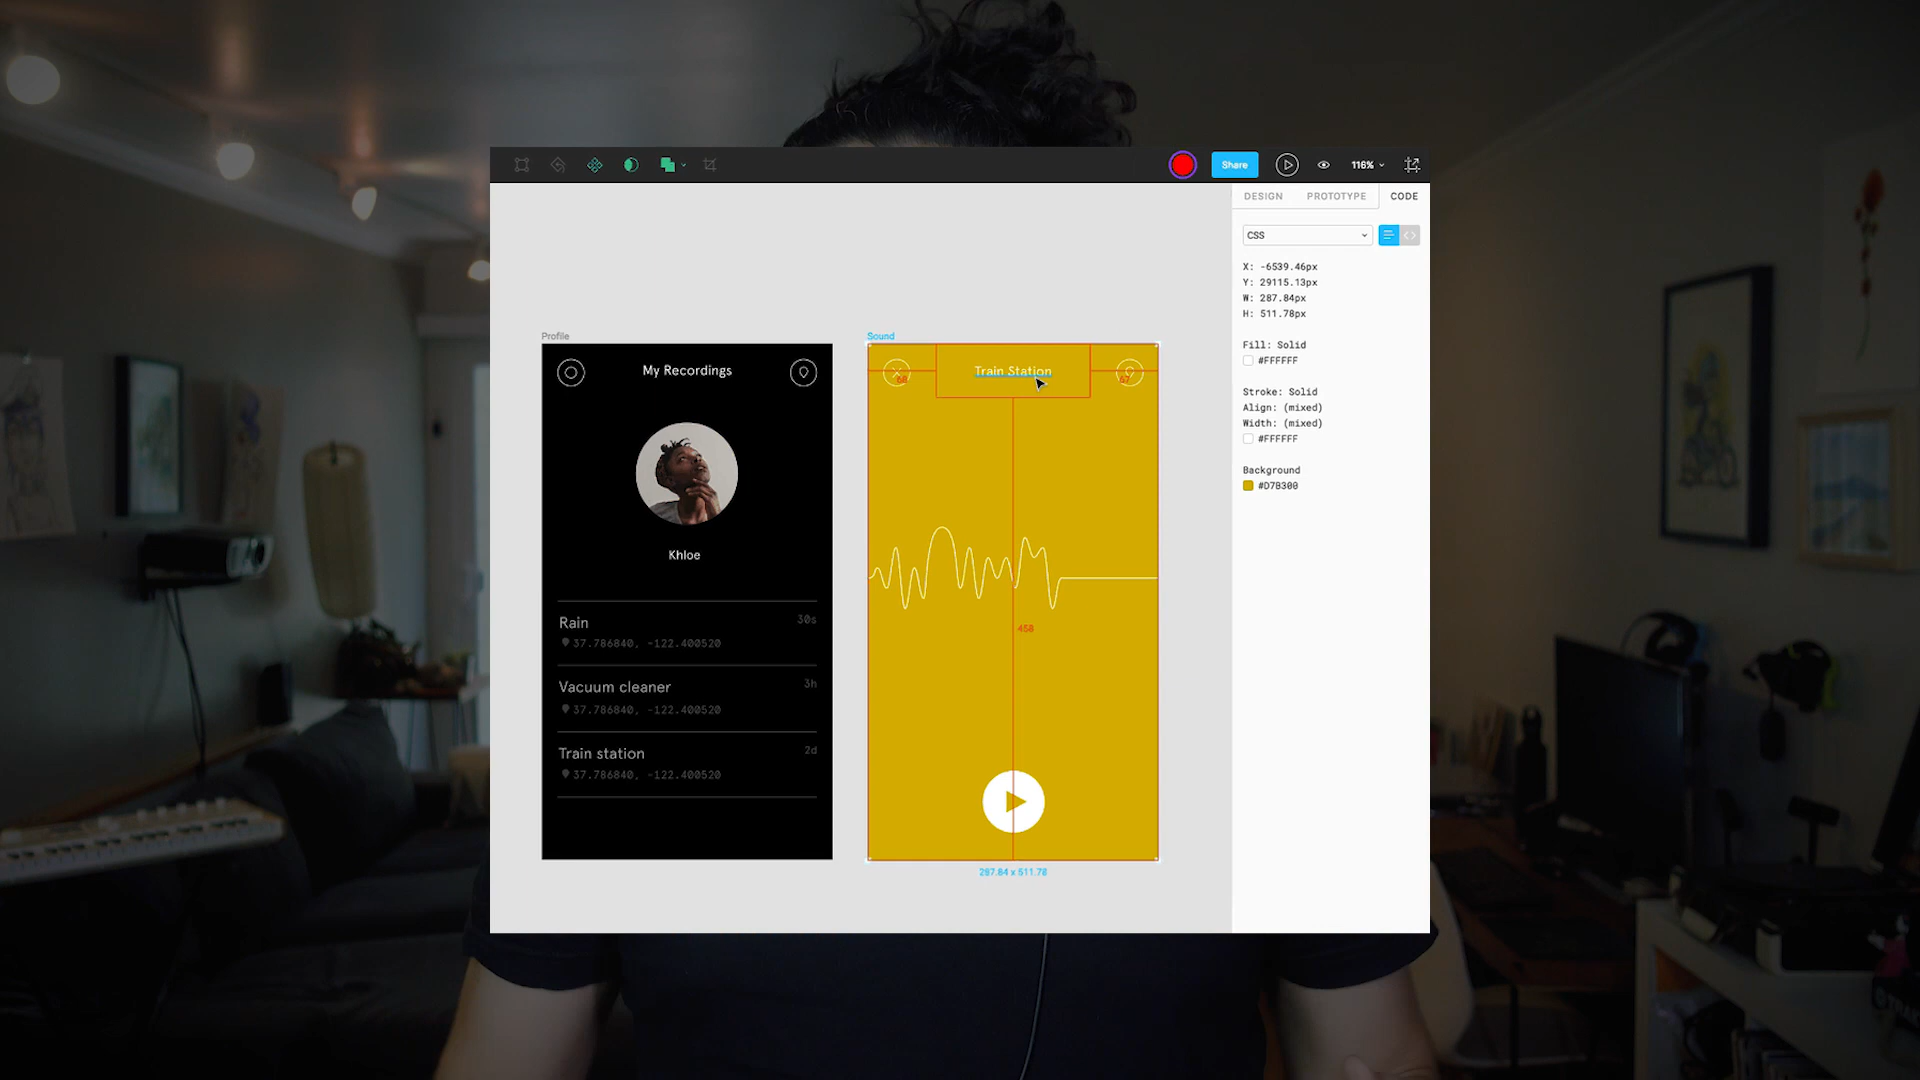 Share
116%
DESIGN
PROTOTYPE
CODE
CSS
X: -6539.46px
Y: 29115.13px
W: 287.84px
H: 511.78px
Fill: Solid
#FFFFFF
Stroke: Solid
Align: (mixed)
Width: (mixed)
#FFFFFF
Background
#D7B300
Profile
My Recordings
Khloe
Rain
30s
37.786840, -122.400520
Vacuum cleaner
3h
37.786840, -122.400520
Train station
2d
37.786840, -122.400520
Sound
Train Station
68
67
458
287.84 x 511.78